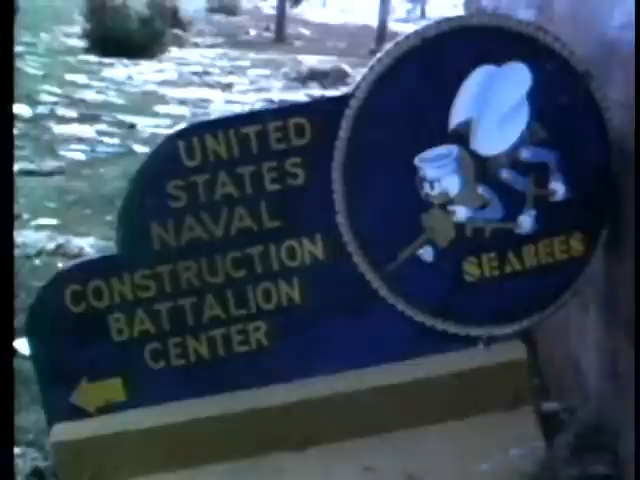 UNITED
STATES
NAVAL
CONSTRUCTION
BATTALION
CENTER
SEABEES